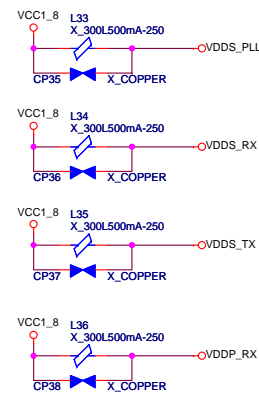 VCC1_8
L33
X_300L500mA-250
VDDS_PLL
CP35
X_COPPER
VCC1_8
L34
X_300L500mA-250
VDDS_RX
CP36
X_COPPER
VCC1_8
L35
X_300L500mA-250
VDDS_TX
CP37
X_COPPER
VCC1_8
L36
X_300L500mA-250
VDDP_RX
CP38
X_COPPER